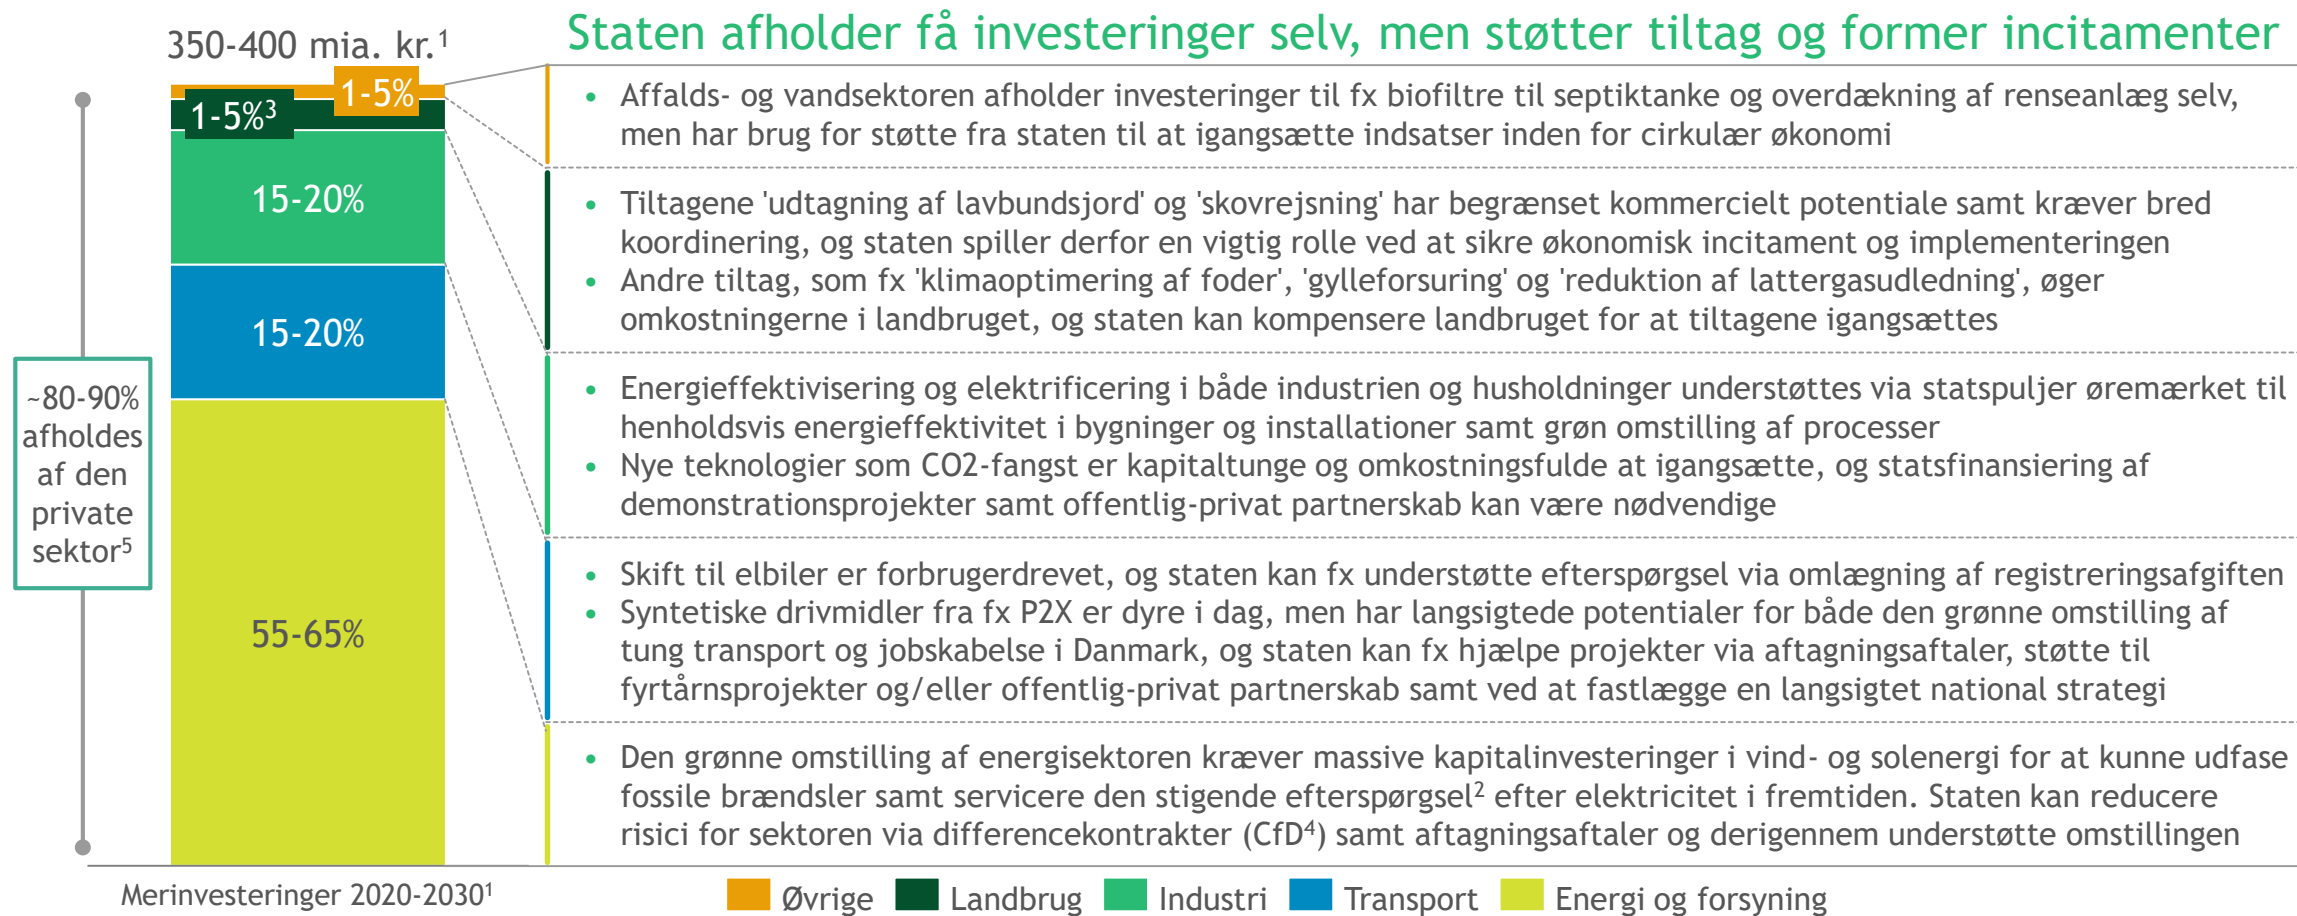 350-400 mia. kr.¹
Staten afholder få investeringer selv, men støtter tiltag og former incitamenter
1-5%
1-5%³
15-20%
15-20%
55-65%
~80-90%
afholdes
af den
private
sektor⁵
Merinvesteringer 2020-2030¹
• Affalds- og vandsektoren afholder investeringer til fx biofiltre til septiktanke og overdækning af renseanlæg selv,
men har brug for støtte fra staten til at igangsætte indsatser inden for cirkulær økonomi
• Tiltagene 'udtagning af lavbundsjord' og 'skovrejsning' har begrænset kommercielt potentiale samt kræver bred
koordinering, og staten spiller derfor en vigtig rolle ved at sikre økonomisk incitament og implementeringen
• Andre tiltag, som fx 'klimaoptimering af foder', 'gylleforsuring' og 'reduktion af lattergasudledning', øger
omkostningerne i landbruget, og staten kan kompensere landbruget for at tiltagene igangsættes
• Energieffektivisering og elektrificering i både industrien og husholdninger understøttes via statspuljer øremærket til
henholdsvis energieffektivitet i bygninger og installationer samt grøn omstilling af processer
• Nye teknologier som CO2-fangst er kapitaltunge og omkostningsfulde at igangsætte, og statsfinansiering af
demonstrationsprojekter samt offentlig-privat partnerskab kan være nødvendige
• Skift til elbiler er forbrugerdrevet, og staten kan fx understøtte efterspørgsel via omlægning af registreringsafgiften
• Syntetiske drivmidler fra fx P2X er dyre i dag, men har langsigtede potentialer for både den grønne omstilling af
tung transport og jobskabelse i Danmark, og staten kan fx hjælpe projekter via aftagningsaftaler, støtte til
fyrtårnsprojekter og/eller offentlig-privat partnerskab samt ved at fastlægge en langsigtet national strategi
• Den grønne omstilling af energisektoren kræver massive kapitalinvesteringer i vind- og solenergi for at kunne udfase
fossile brændsler samt servicere den stigende efterspørgsel² efter elektricitet i fremtiden. Staten kan reducere
risici for sektoren via differencekontrakter (CfD⁴) samt aftagningsaftaler og derigennem understøtte omstillingen
Øvrige
Landbrug
Industri
Transport
Energi og forsyning